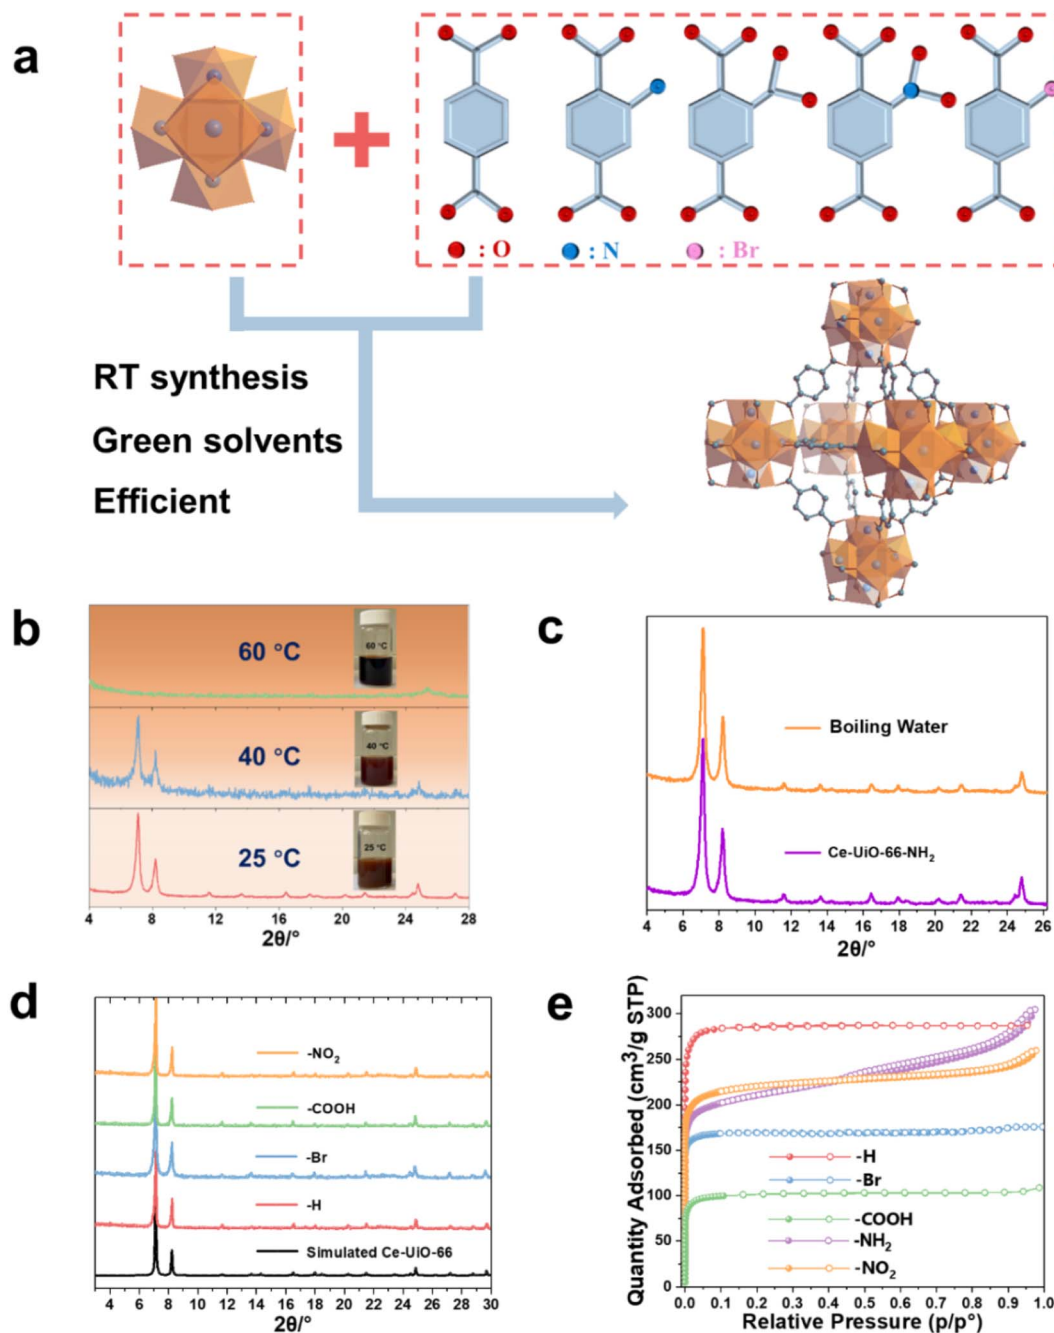 a
: O
: N
: Br
RT synthesis
Green solvents
Efficient
b
60 °C
60 °C
40 °C
40 °C
25 °C
25 °C
4 8 12 16 20 24 28
2θ/°
c
Boiling Water
Ce-UiO-66-NH₂
4 6 8 10 12 14 16 18 20 22 24 26
2θ/°
d
-NO₂
-COOH
-Br
-H
Simulated Ce-UiO-66
4 6 8 10 12 14 16 18 20 22 24 26 28 30
2θ/°
e
Quantity Adsorbed (cm³/g STP)
300
250
200
150
100
50
0
-H
-Br
-COOH
-NH₂
-NO₂
0.0 0.1 0.2 0.3 0.4 0.5 0.6 0.7 0.8 0.9 1.0
Relative Pressure (p/p°)